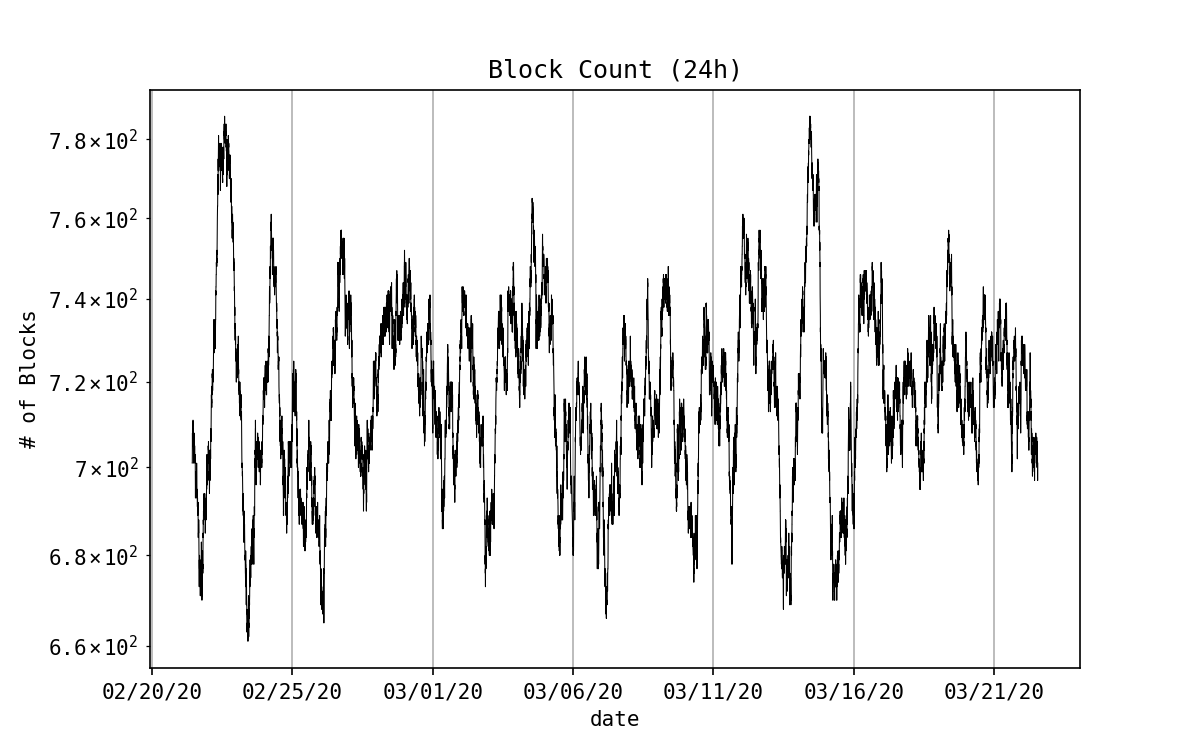 Block Count (24h)
# of Blocks
7.8×10²
7.6×10²
7.4×10²
7.2×10²
7×10²
6.8×10²
6.6×10²
02/20/20 02/25/20 03/01/20 03/06/20 03/11/20 03/16/20 03/21/20
date